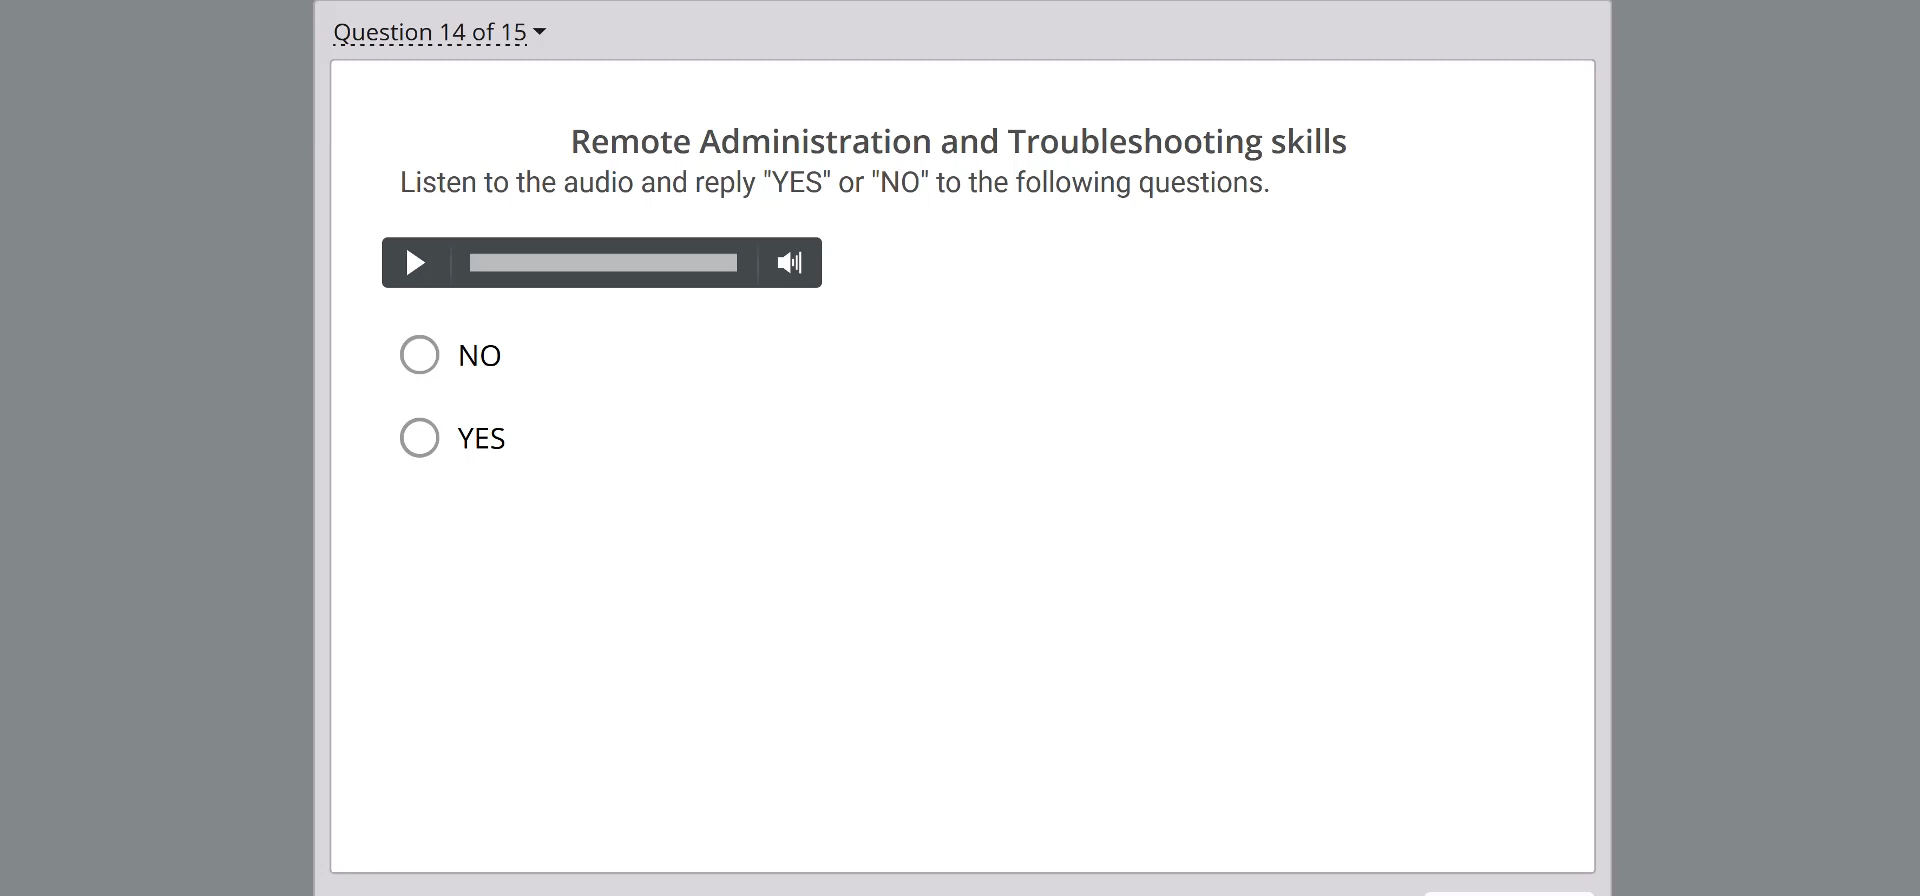 Question 14 of 15
Remote Administration and Troubleshooting skills
Listen to the audio and reply "YES" or "NO" to the following questions.
NO
YES